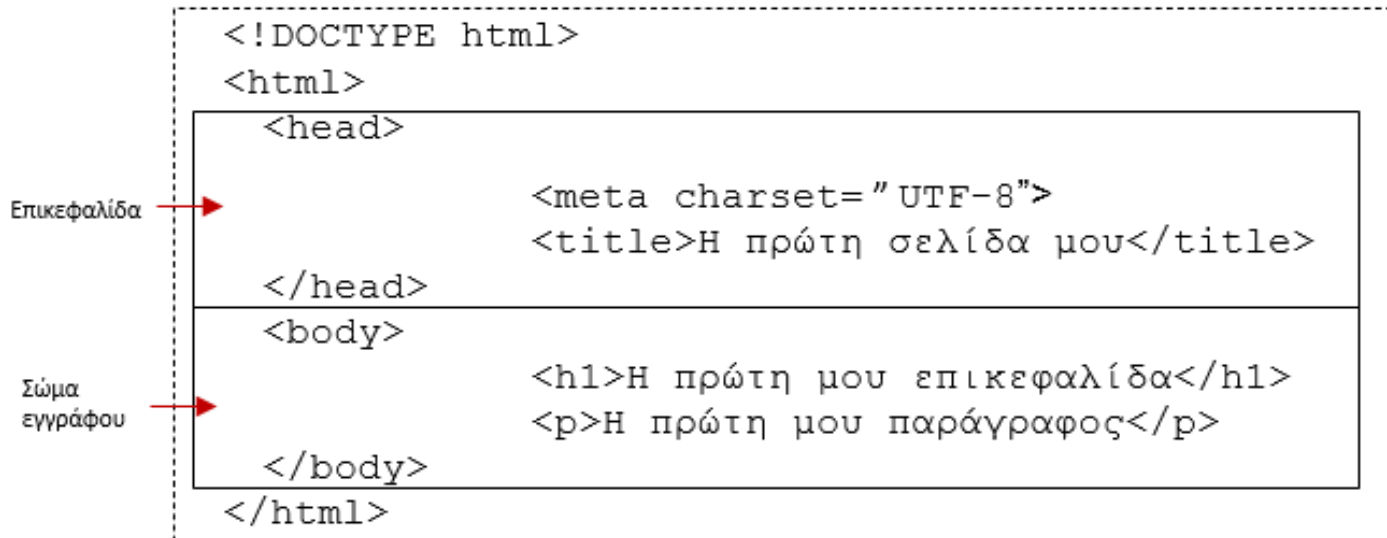 <!DOCTYPE html>
<html>
<head>
Επικεφαλίδα
<meta charset=″UTF-8”>
<title>Η πρώτη σελίδα μου</title>
</head>
<body>
Σώμα
εγγράφου
<h1>Η πρώτη μου επικεφαλίδα</h1>
<p>Η πρώτη μου παράγραφος</p>
</body>
</html>